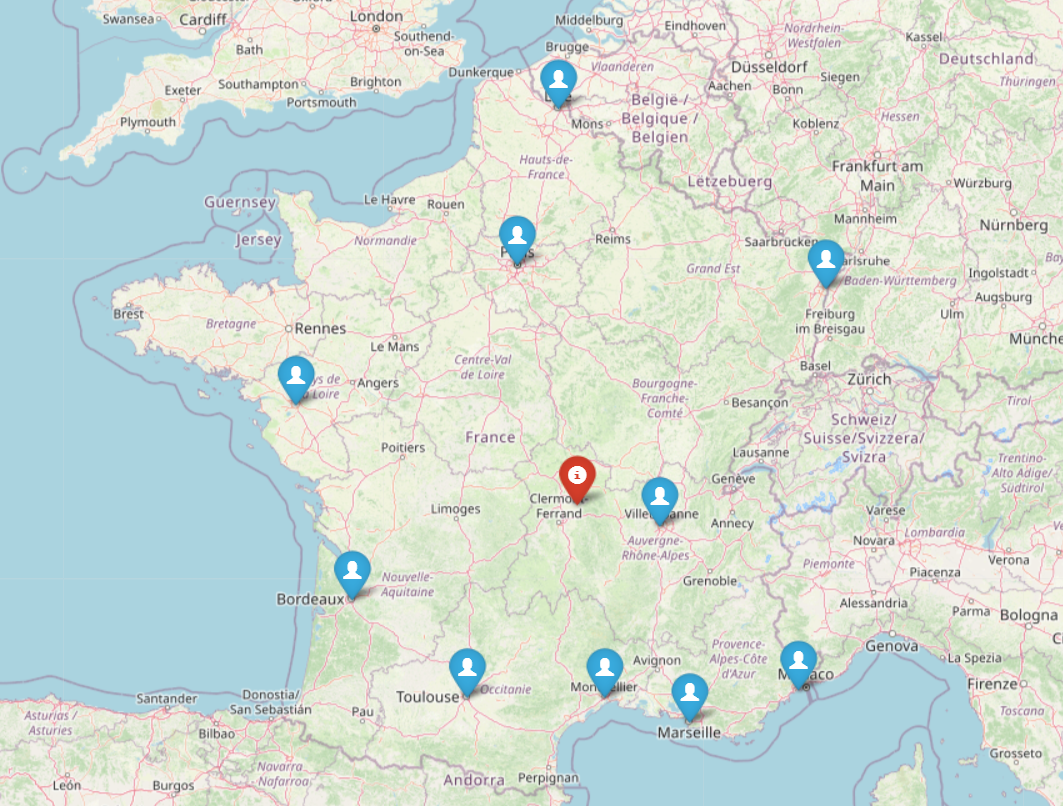 Swansea
Cardiff
London
Bath
Southend-
on-Sea
Middelburg
Eindhoven
Nordrhein-
Westfalen
Kassel
Brugge
Southampton
Brighton
Dunkerque
Vlaanderen
Düsseldorf
Siegen
Deutschland
Exeter
Portsmouth
Aachen
Bonn
Thüringen
Plymouth
België /
Belgique /
Belgien
Mons
Koblenz
Hessen
Hauts-de-
France
Frankfurt am
Main
Lëtzebuerg
Würzburg
Guernsey
Le Havre
Rouen
Mannheim
Nürnberg
Jersey
Normandie
Reims
Saarbrücken
arlsruhe
Grand Est
Baden-Württemberg
Ingolstadt
Augsburg
Brest
Bretagne
Rennes
Freiburg
im Breisgau
Ulm
Münche
Le Mans
Centre-Val
de Loire
Basel
Zürich
Angers
Bourgogne-
Franche-
Comté
Besançon
Tirol
Schweiz/
Suisse/Svizzera/
Svizra
France
Poitiers
Lausanne
Trentino-
Alto Adige/
Südtirol
Genève
Limoges
Ferrand
Annecy
Varese
Auvergne-
Rhône-Alpes
Novara
Lombardia
Verona
Piemonte
Piacenza
Nouvelle-
Aquitaine
Grenoble
Bordeaux
Alessandria
Parma
Bologna
Provence-
Alpes-Côte
d'Azur
Genova
Avignon
La Spezia
Toulouse
Occitanie
Firenze
Santander
Donostia/
San Sebastián
Pau
Toscana
Asturias /
Asturies
Bilbao
Marseille
Grosseto
Navarra -
Nafarroa
León
Burgos
Andorra
Perpignan